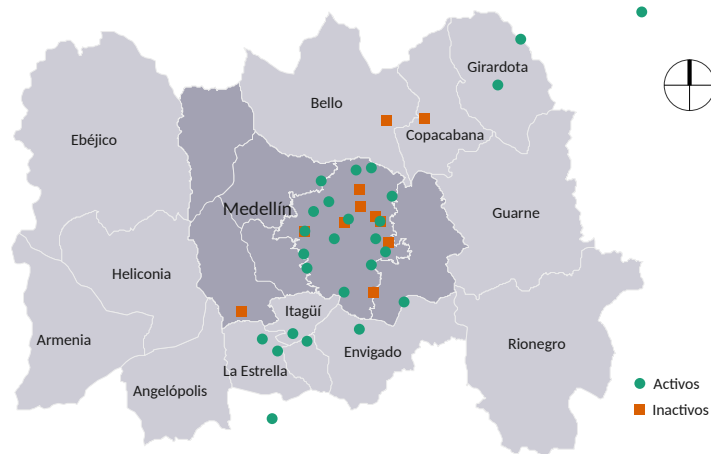 Girardota
Bello
Copacabana
Ebéjico
Medellín
Guarne
Heliconia
Itagüí
Armenia
Envigado
Rionegro
La Estrella
Angelópolis
Activos
Inactivos